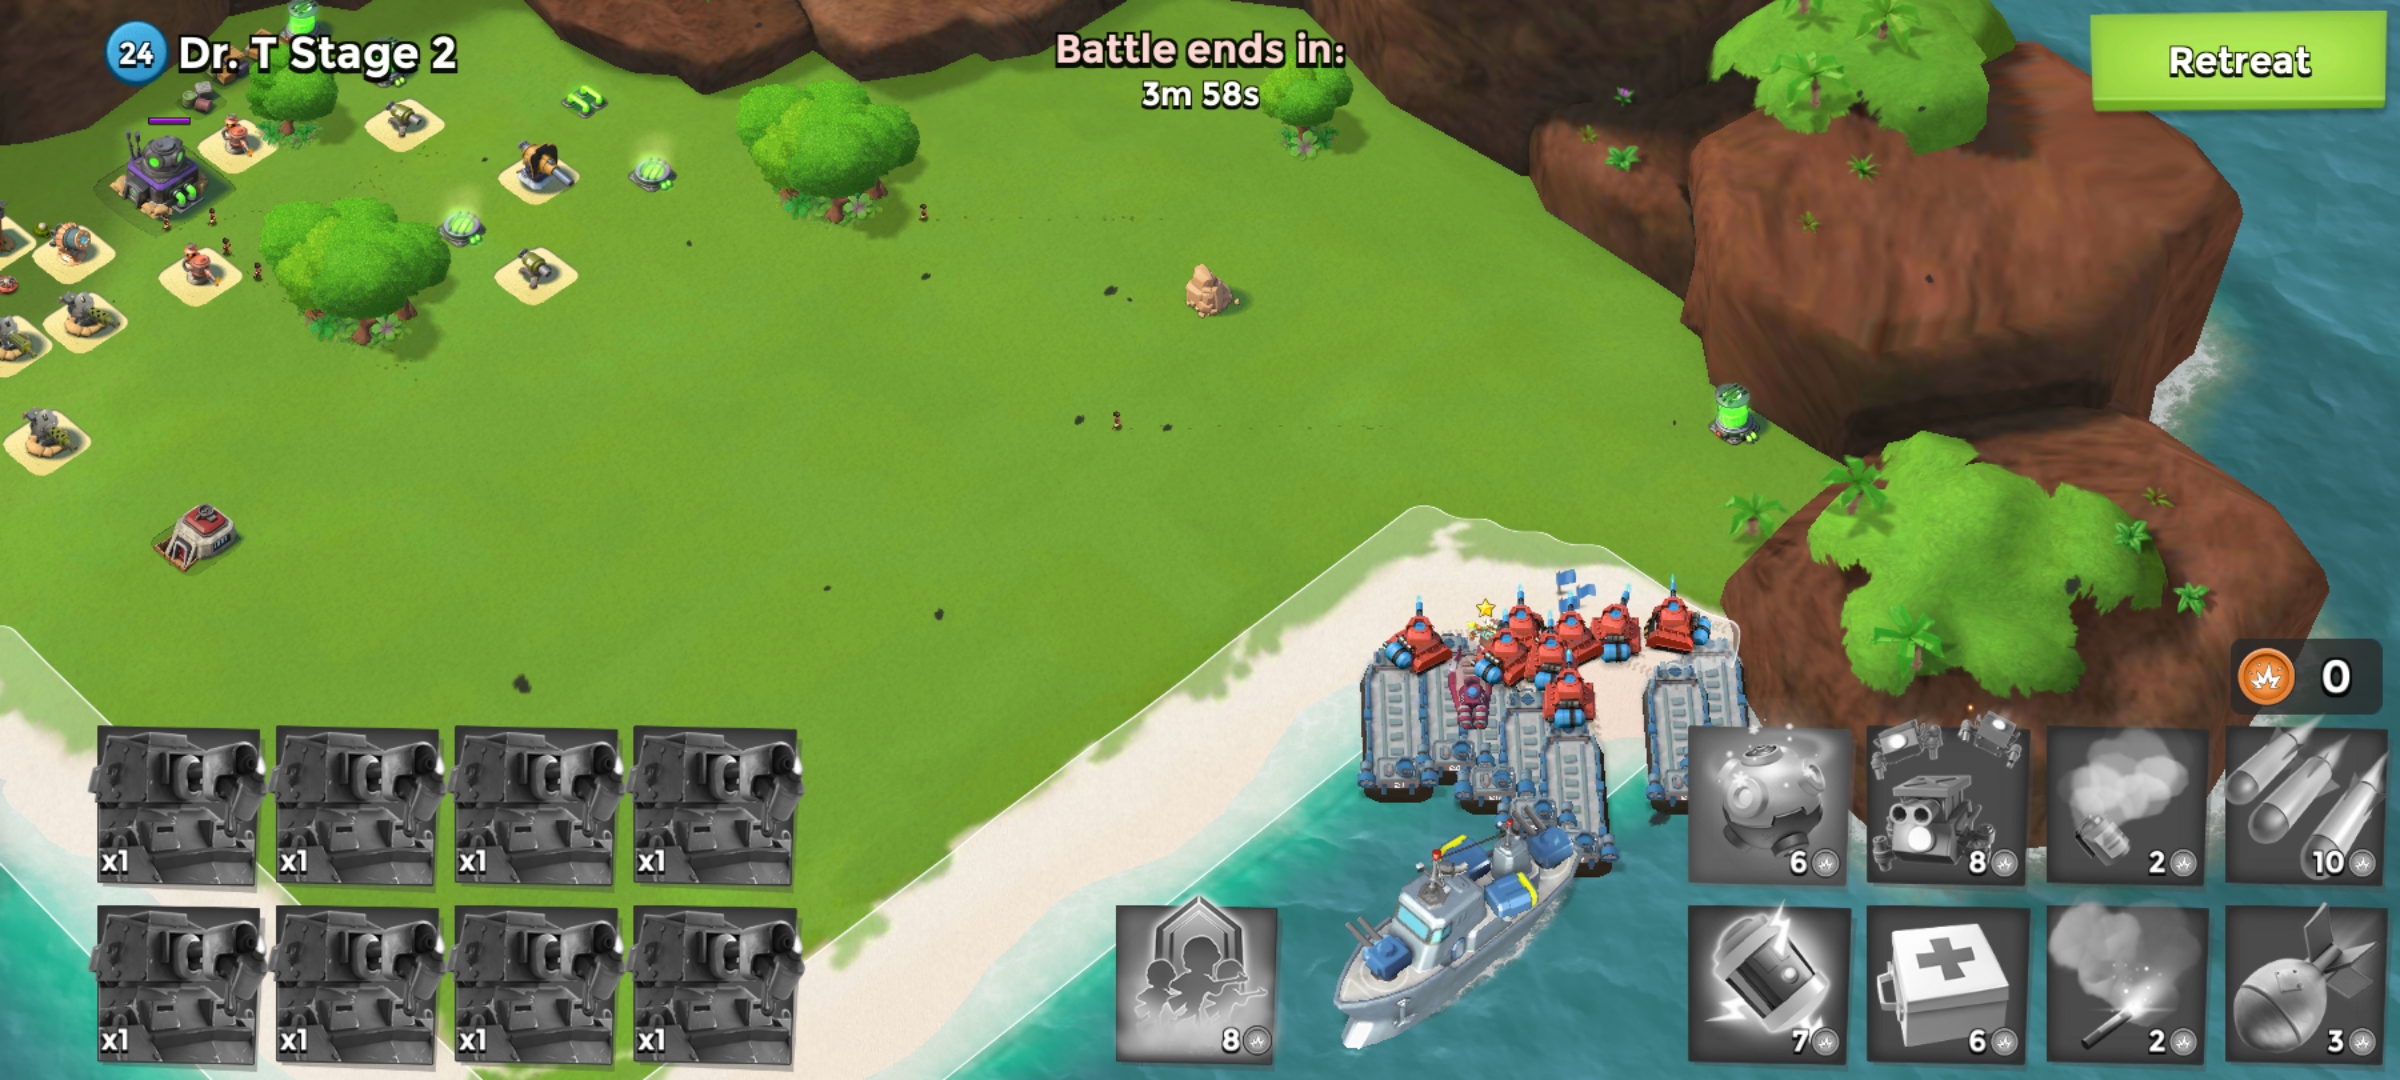 24 Dr. T Stage 2
Battle ends in:
3m 58s
Retreat
0
x1 x1 x1 x1
6 8 2 10
x1 x1 x1 x1
8
7 6 2 3